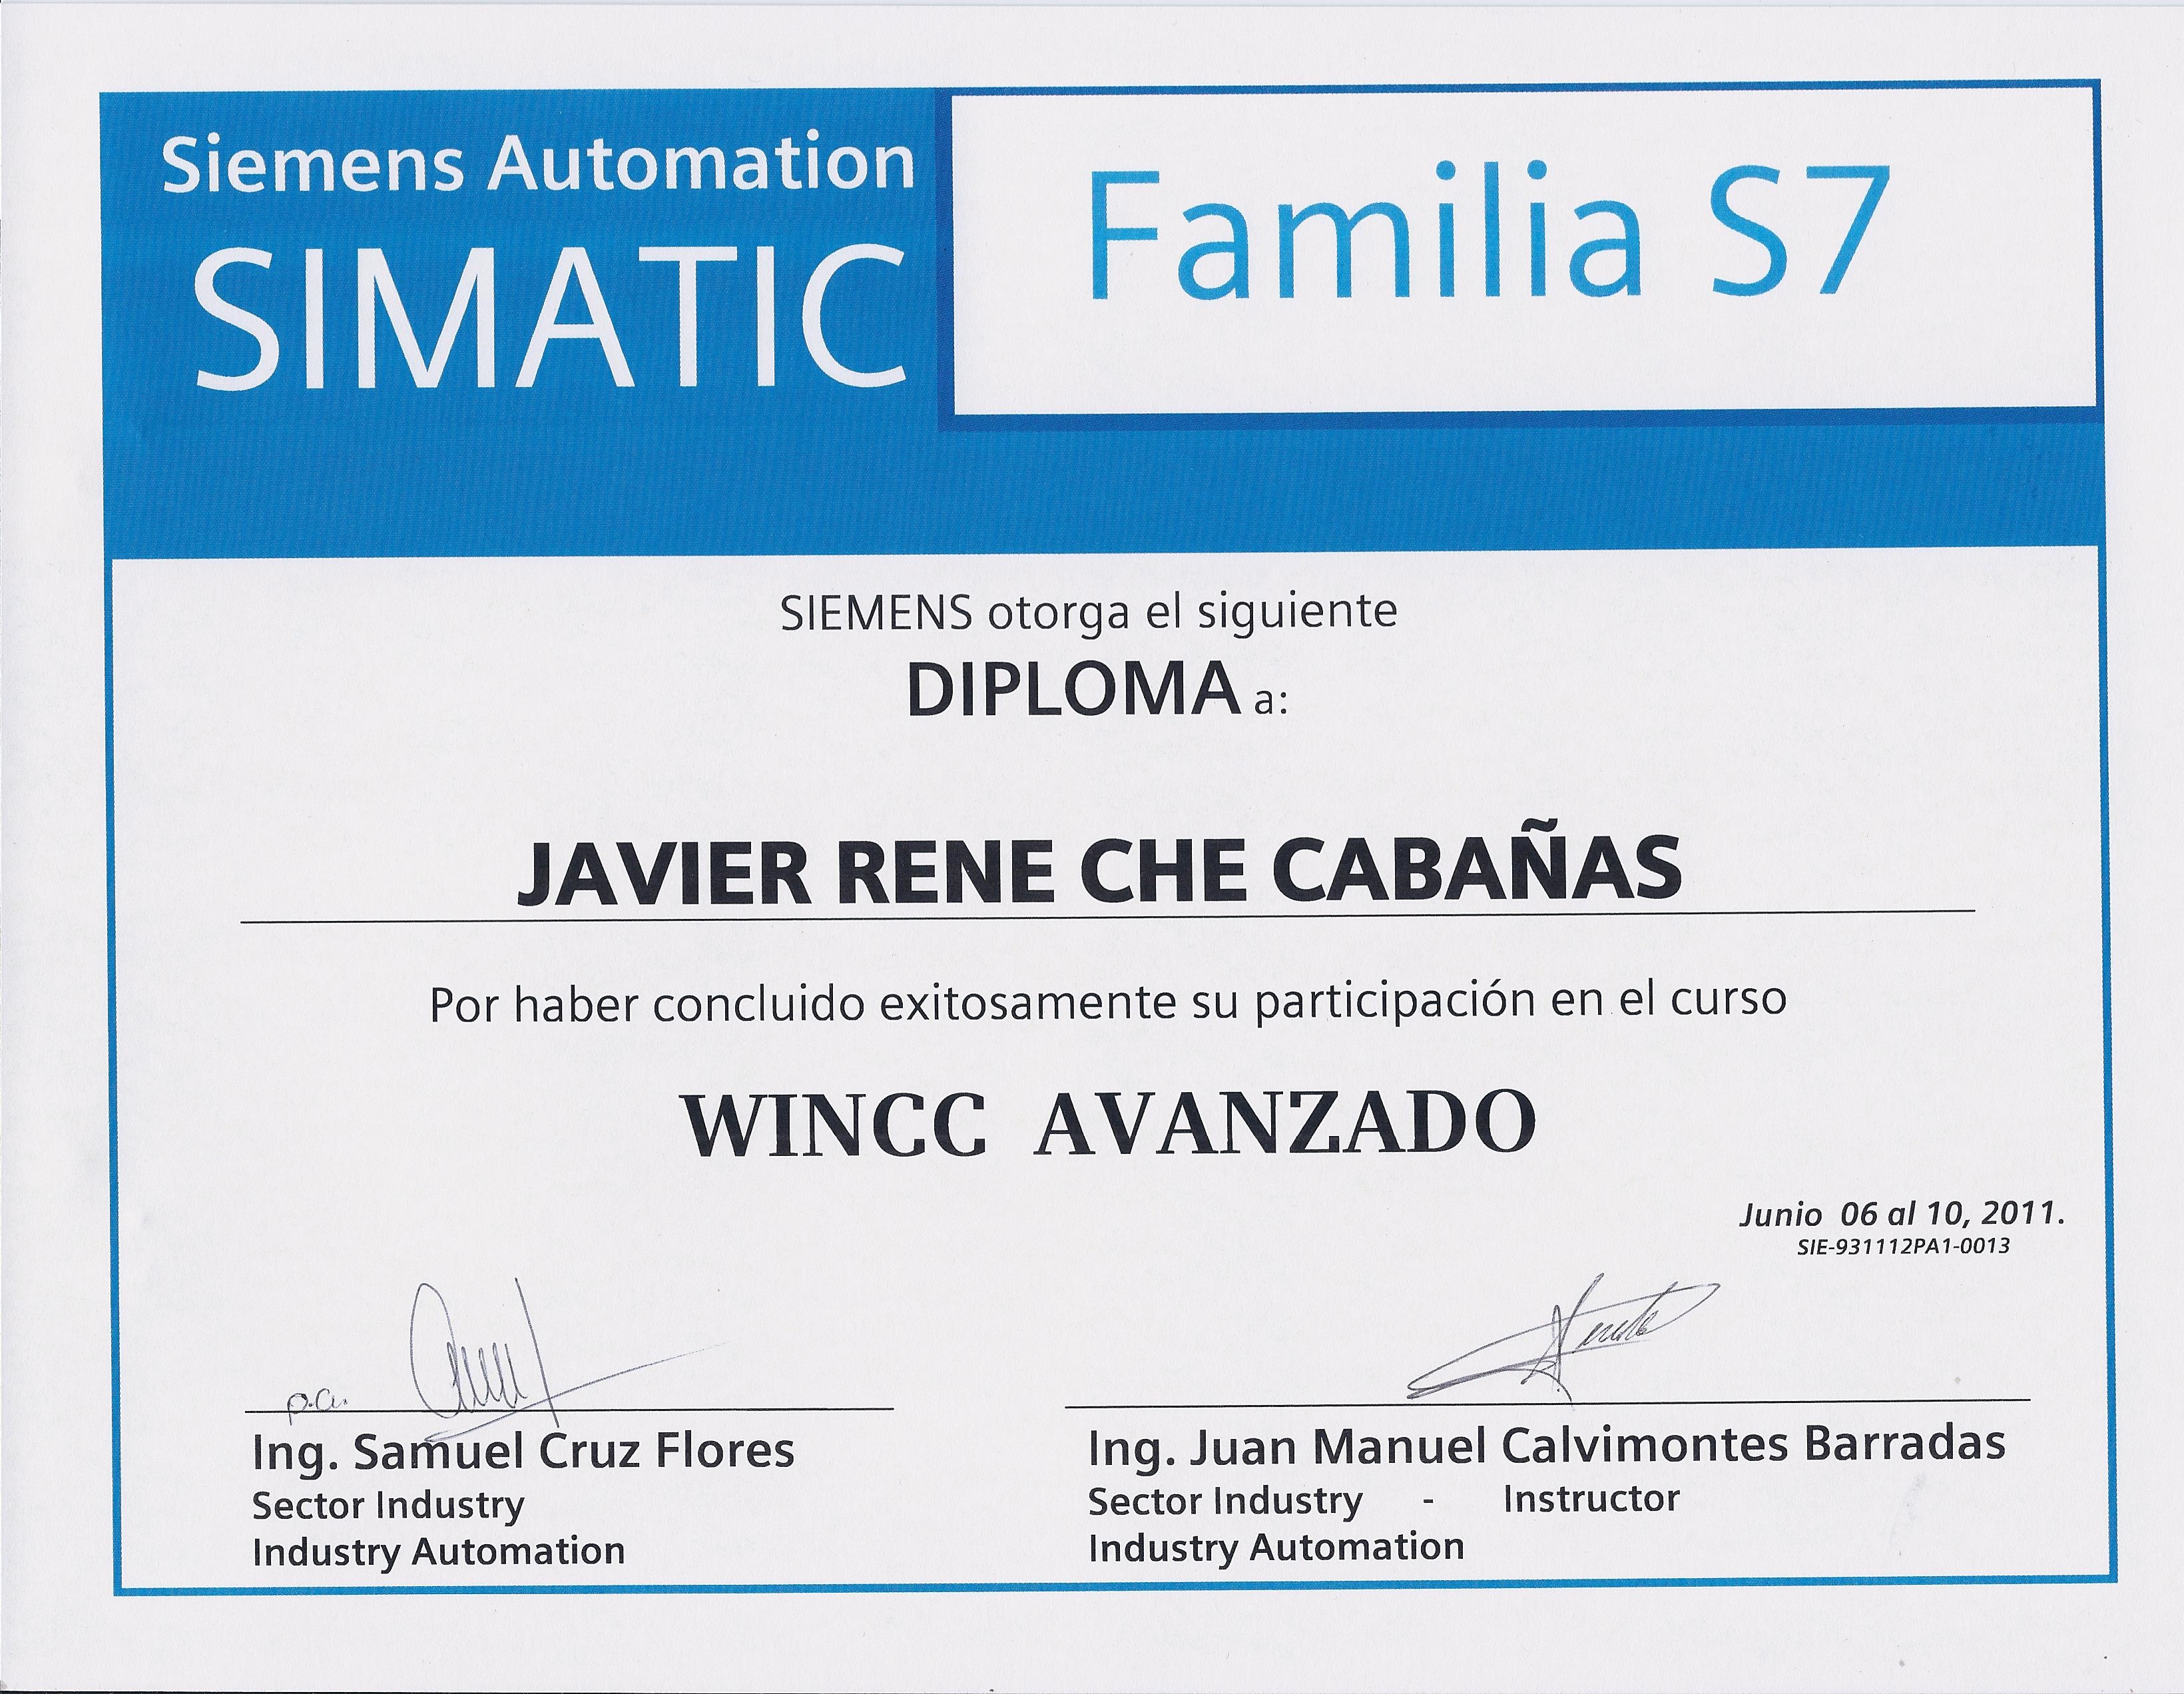 Siemens Automation
SIMATIC
Familia S7
SIEMENS otorga el siguiente
DIPLOMA a:
JAVIER RENE CHE CABAÑAS
Por haber concluido exitosamente su participación en el curso
WINCC AVANZADO
Junio 06 al 10, 2011.
SIE-931112PA1-0013
p.a.
Ing. Samuel Cruz Flores
Sector Industry
Industry Automation
Ing. Juan Manuel Calvimontes Barradas
Sector Industry - Instructor
Industry Automation